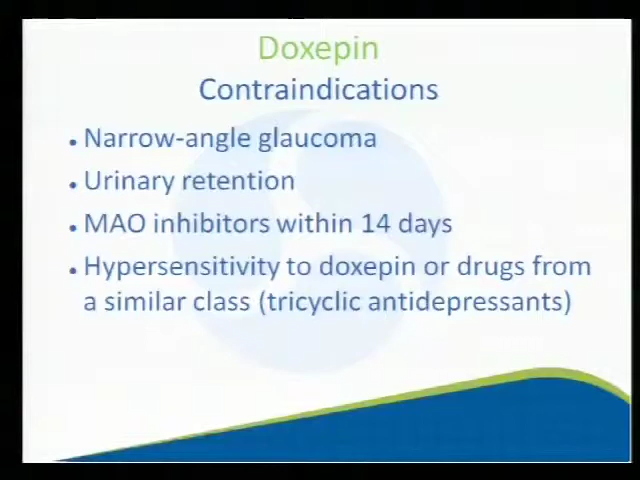 Doxepin
Contraindications
• Narrow-angle glaucoma
• Urinary retention
• MAO inhibitors within 14 days
• Hypersensitivity to doxepin or drugs from
a similar class (tricyclic antidepressants)